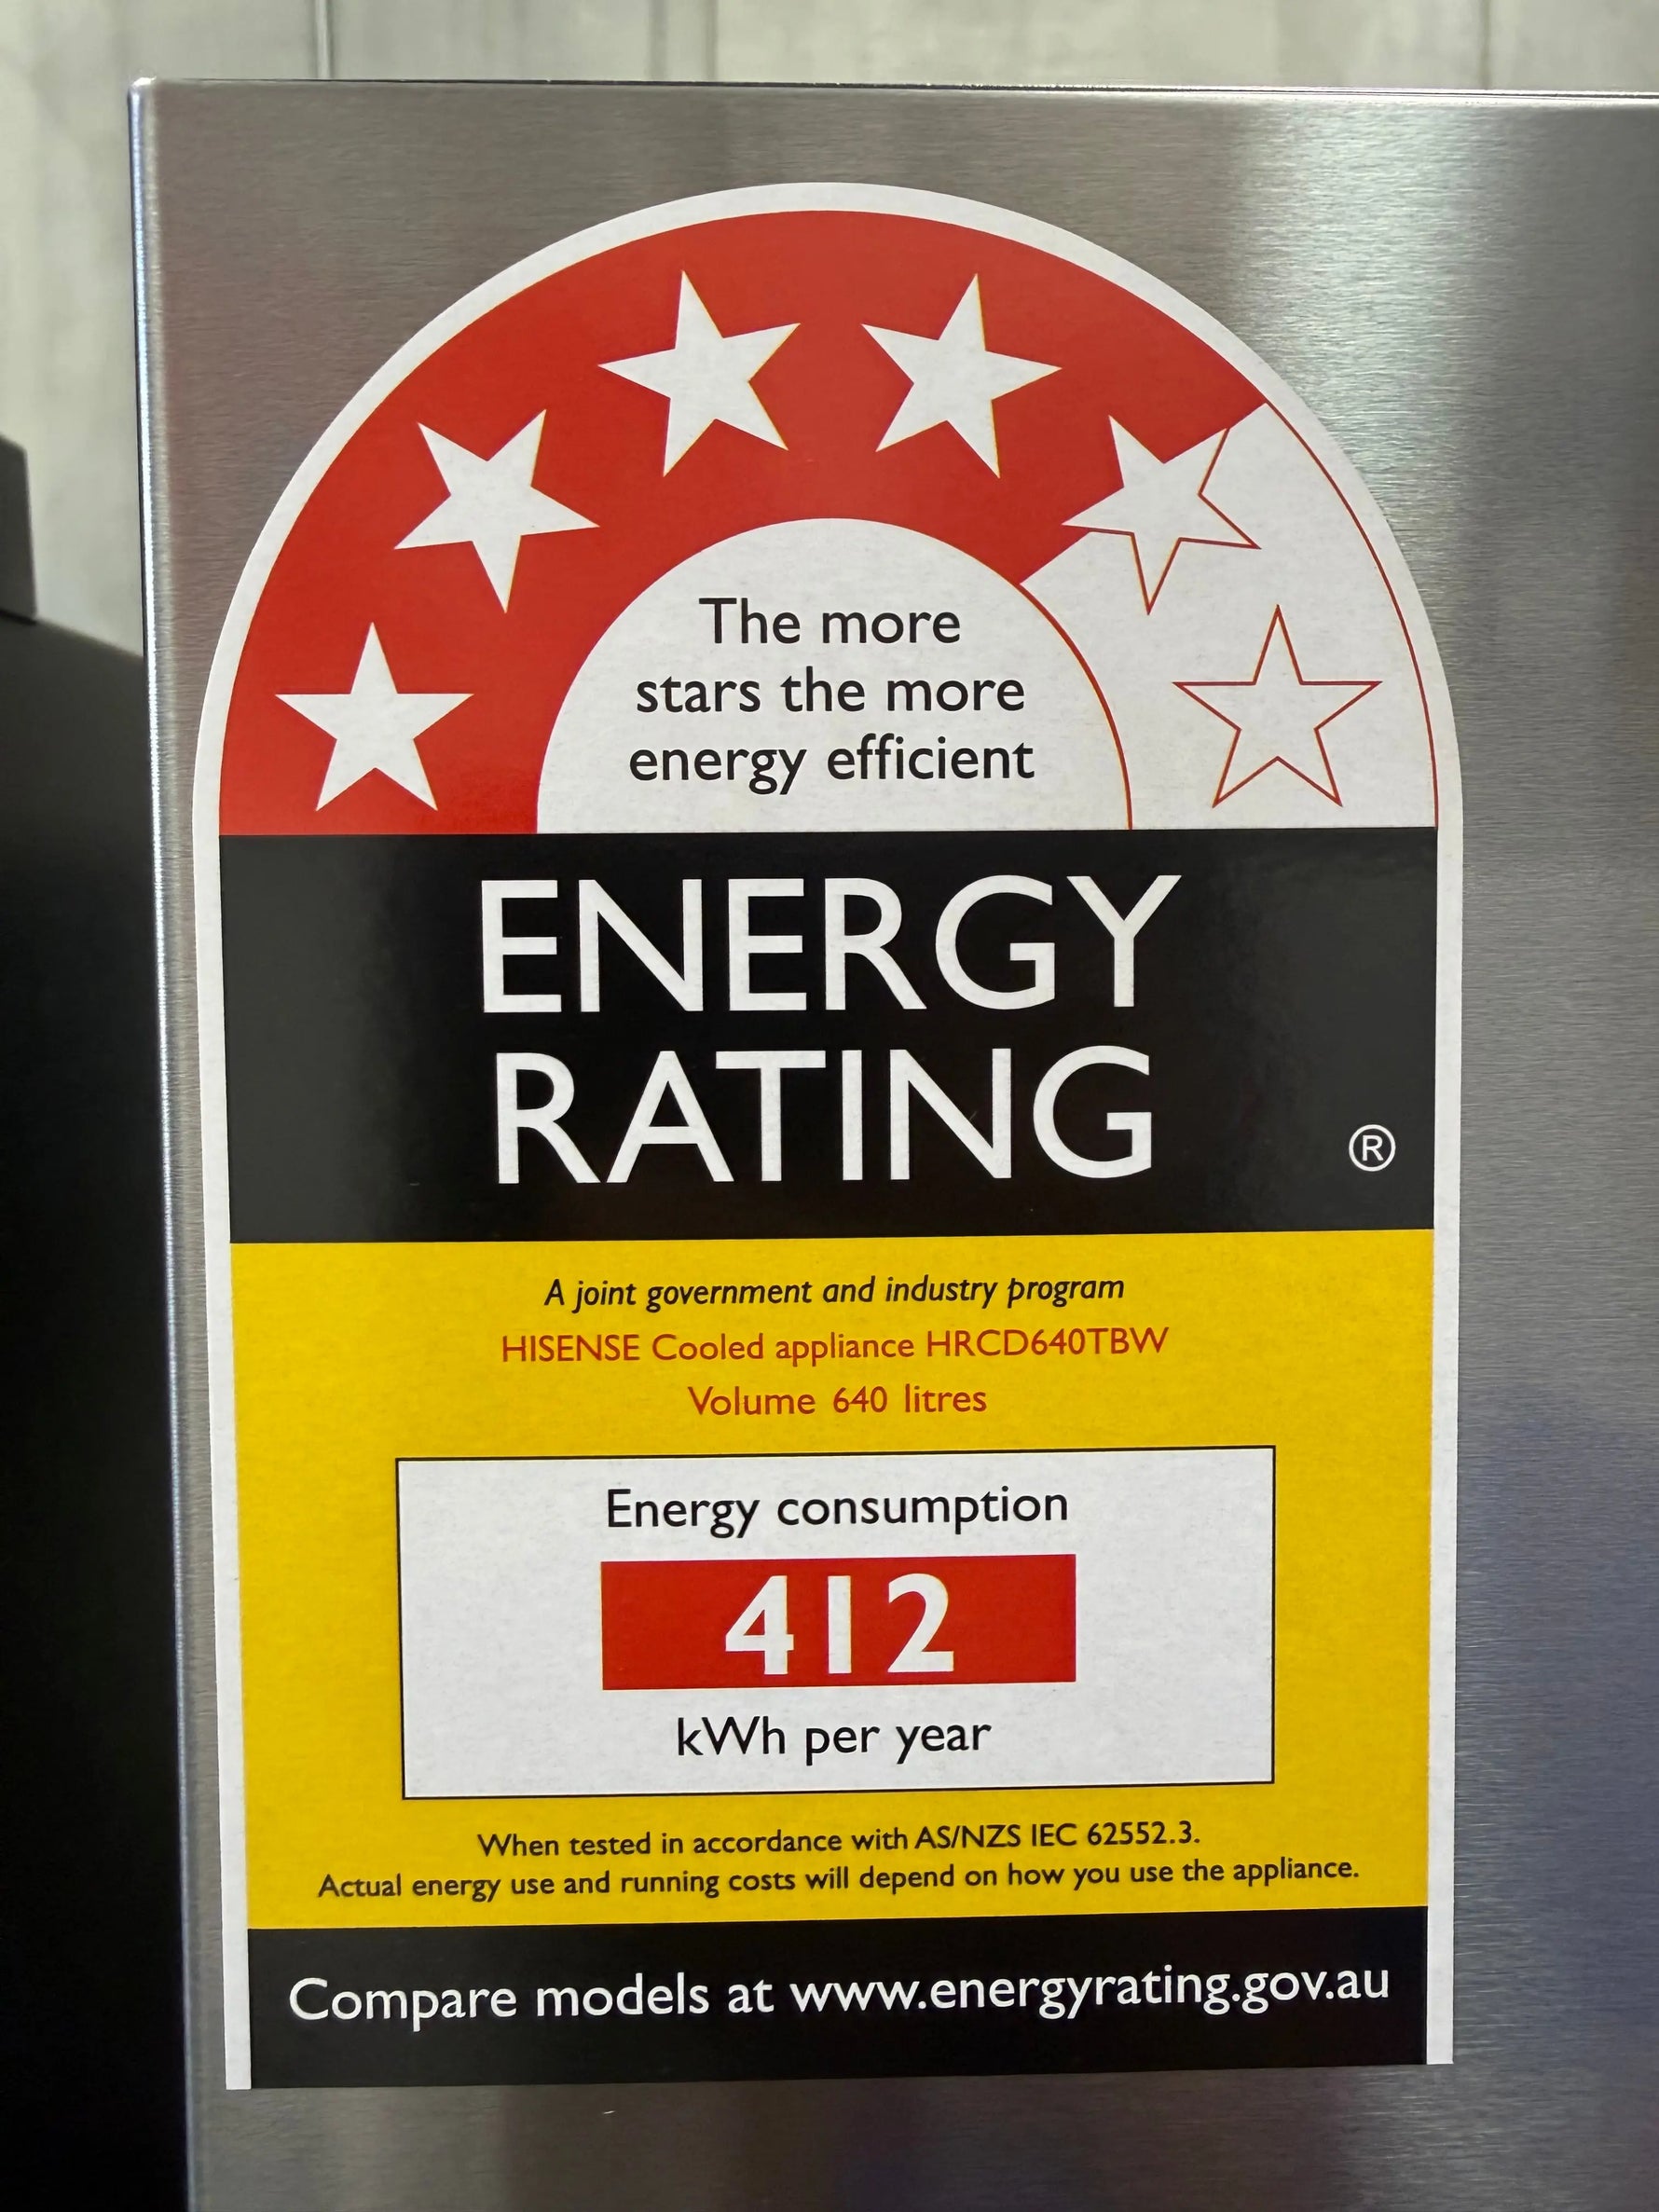 The more
stars the more
energy efficient
ENERGY
RATING
®
A joint government and industry program
HISENSE Cooled appliance HRCD640TBW
Volume 640 litres
Energy consumption
412
kWh per year
When tested in accordance with AS/NZS IEC 62552.3.
Actual energy use and running costs will depend on how you use the appliance.
Compare models at www.energyrating.gov.au